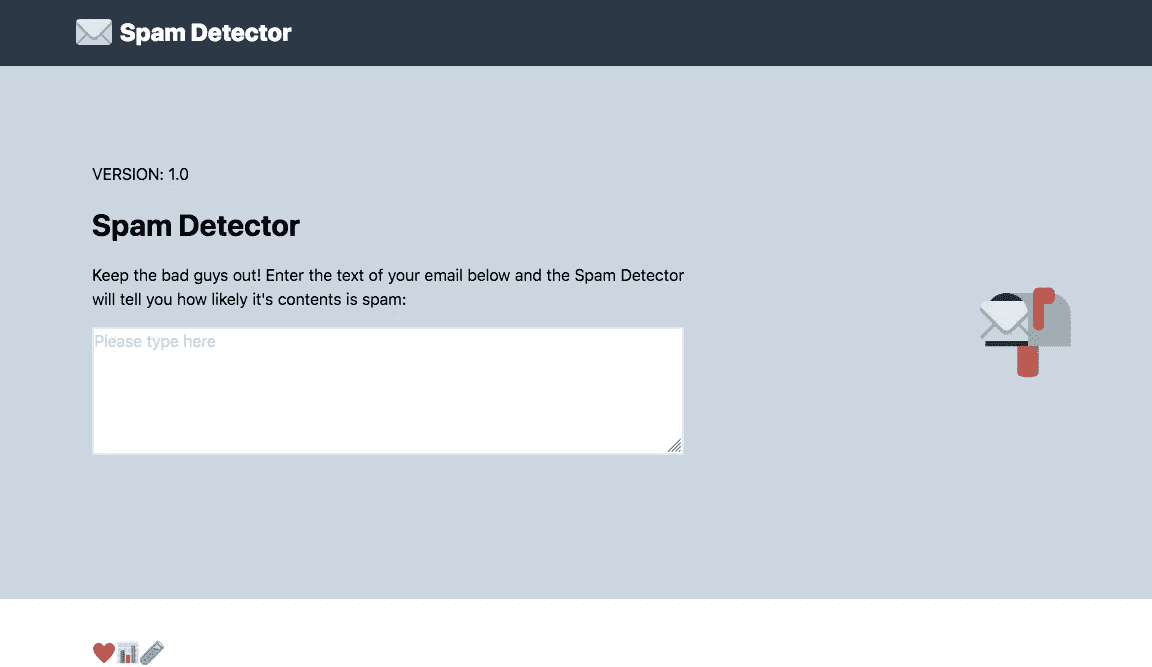 Spam Detector
VERSION: 1.0
Spam Detector
Keep the bad guys out! Enter the text of your email below and the Spam Detector
will tell you how likely it's contents is spam:
Please type here